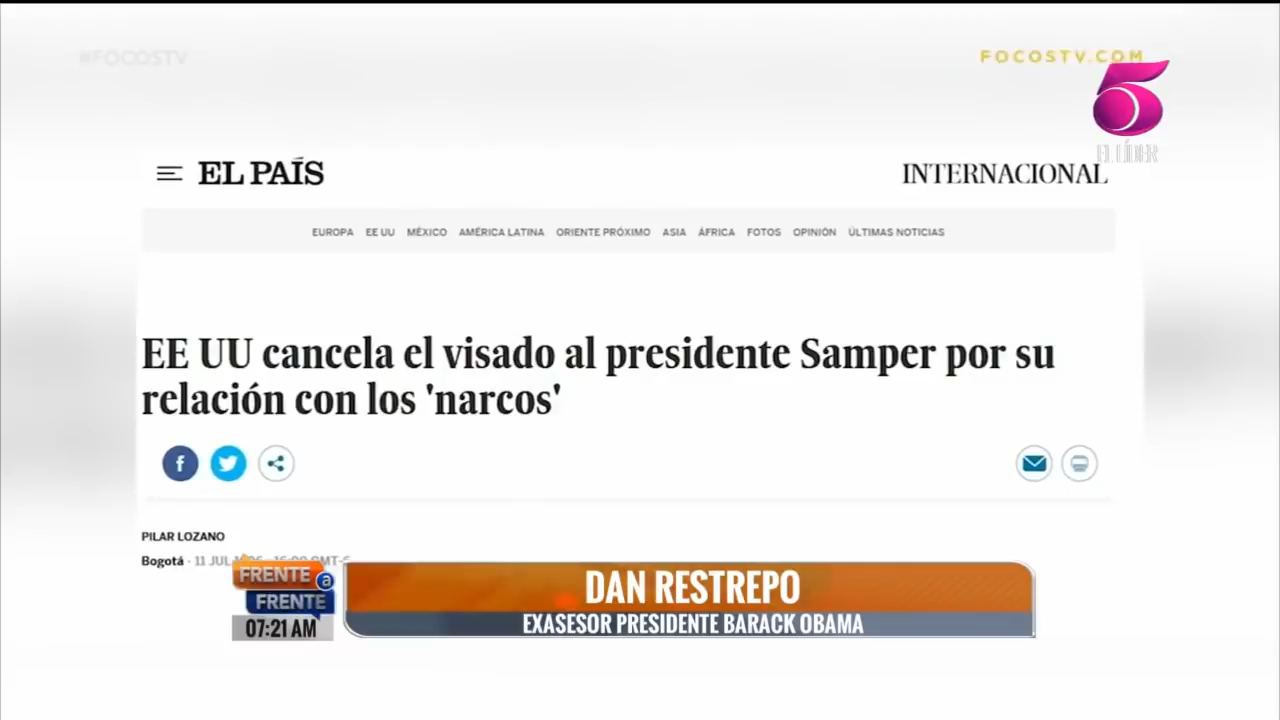 #FOCOSTV
FOCOSTV.COM
5
EL LÍDER
EL PAÍS
INTERNACIONAL
EUROPA EE UU MÉXICO AMÉRICA LATINA ORIENTE PRÓXIMO ASIA ÁFRICA FOTOS OPINIÓN ÚLTIMAS NOTICIAS
EE UU cancela el visado al presidente Samper por su
relación con los 'narcos'
PILAR LOZANO
Bogotá - 11 JUL
FRENTE a
FRENTE
07:21 AM
DAN RESTREPO
EXASESOR PRESIDENTE BARACK OBAMA